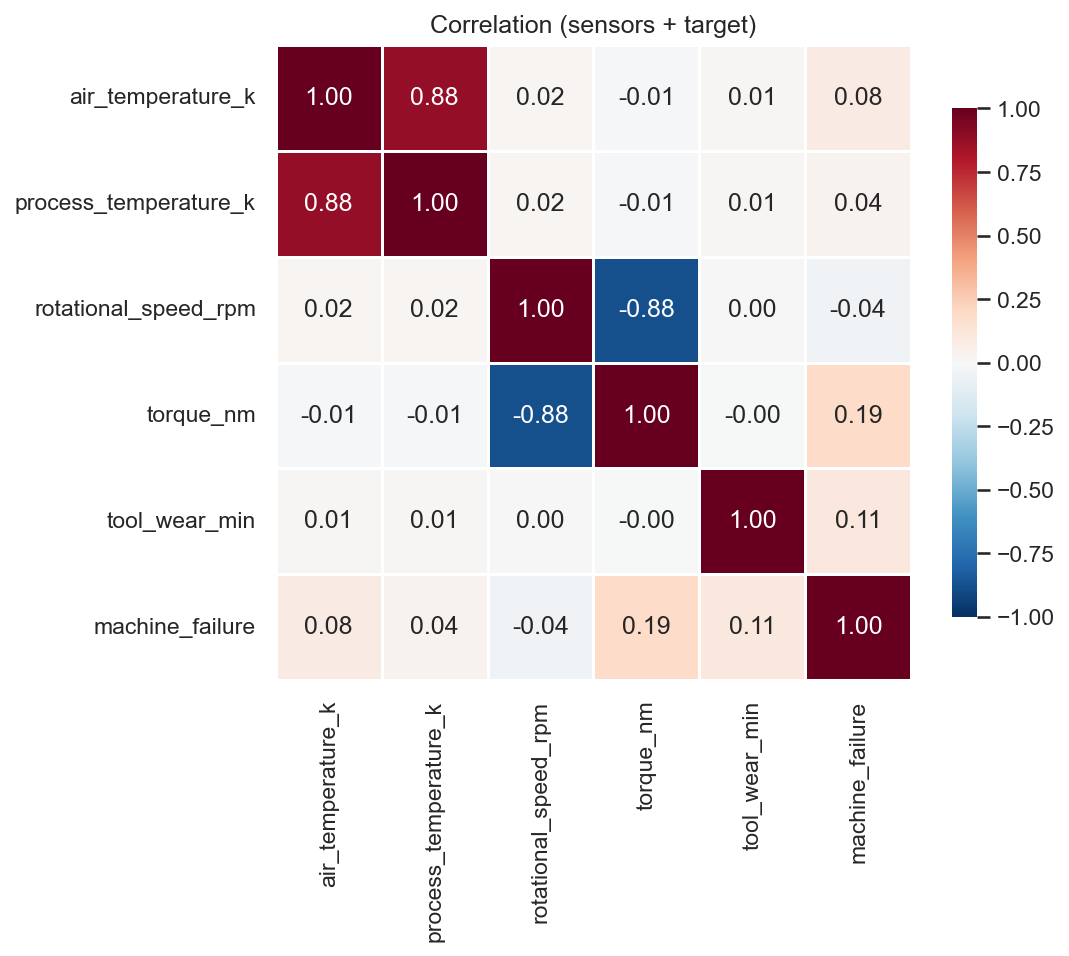 Correlation (sensors + target)
air_temperature_k 1.00 0.88 0.02 -0.01 0.01 0.08
process_temperature_k 0.88 1.00 0.02 -0.01 0.01 0.04
rotational_speed_rpm 0.02 0.02 1.00 -0.88 0.00 -0.04
torque_nm -0.01 -0.01 -0.88 1.00 -0.00 0.19
tool_wear_min 0.01 0.01 0.00 -0.00 1.00 0.11
machine_failure 0.08 0.04 -0.04 0.19 0.11 1.00
air_temperature_k
process_temperature_k
rotational_speed_rpm
torque_nm
tool_wear_min
machine_failure
1.00
0.75
0.50
0.25
0.00
−0.25
−0.50
−0.75
−1.00